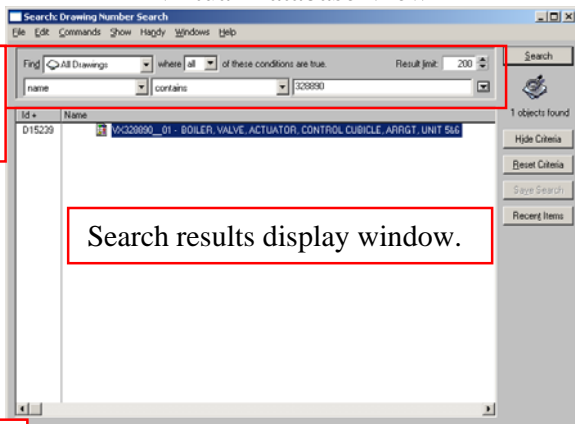 Search: Drawing Number Search
File Edit Commands Show Handy Windows Help
Find All Drawings where all of these conditions are true. Result limit: 200
name contains 328890
Search
1 objects found
Hide Criteria
Reset Criteria
Save Search
Recent Items
Id Name
D15239 VX328890__01 - BOILER, VALVE, ACTUATOR, CONTROL CUBICLE, ARRGT, UNIT 5&6
Search results display window.